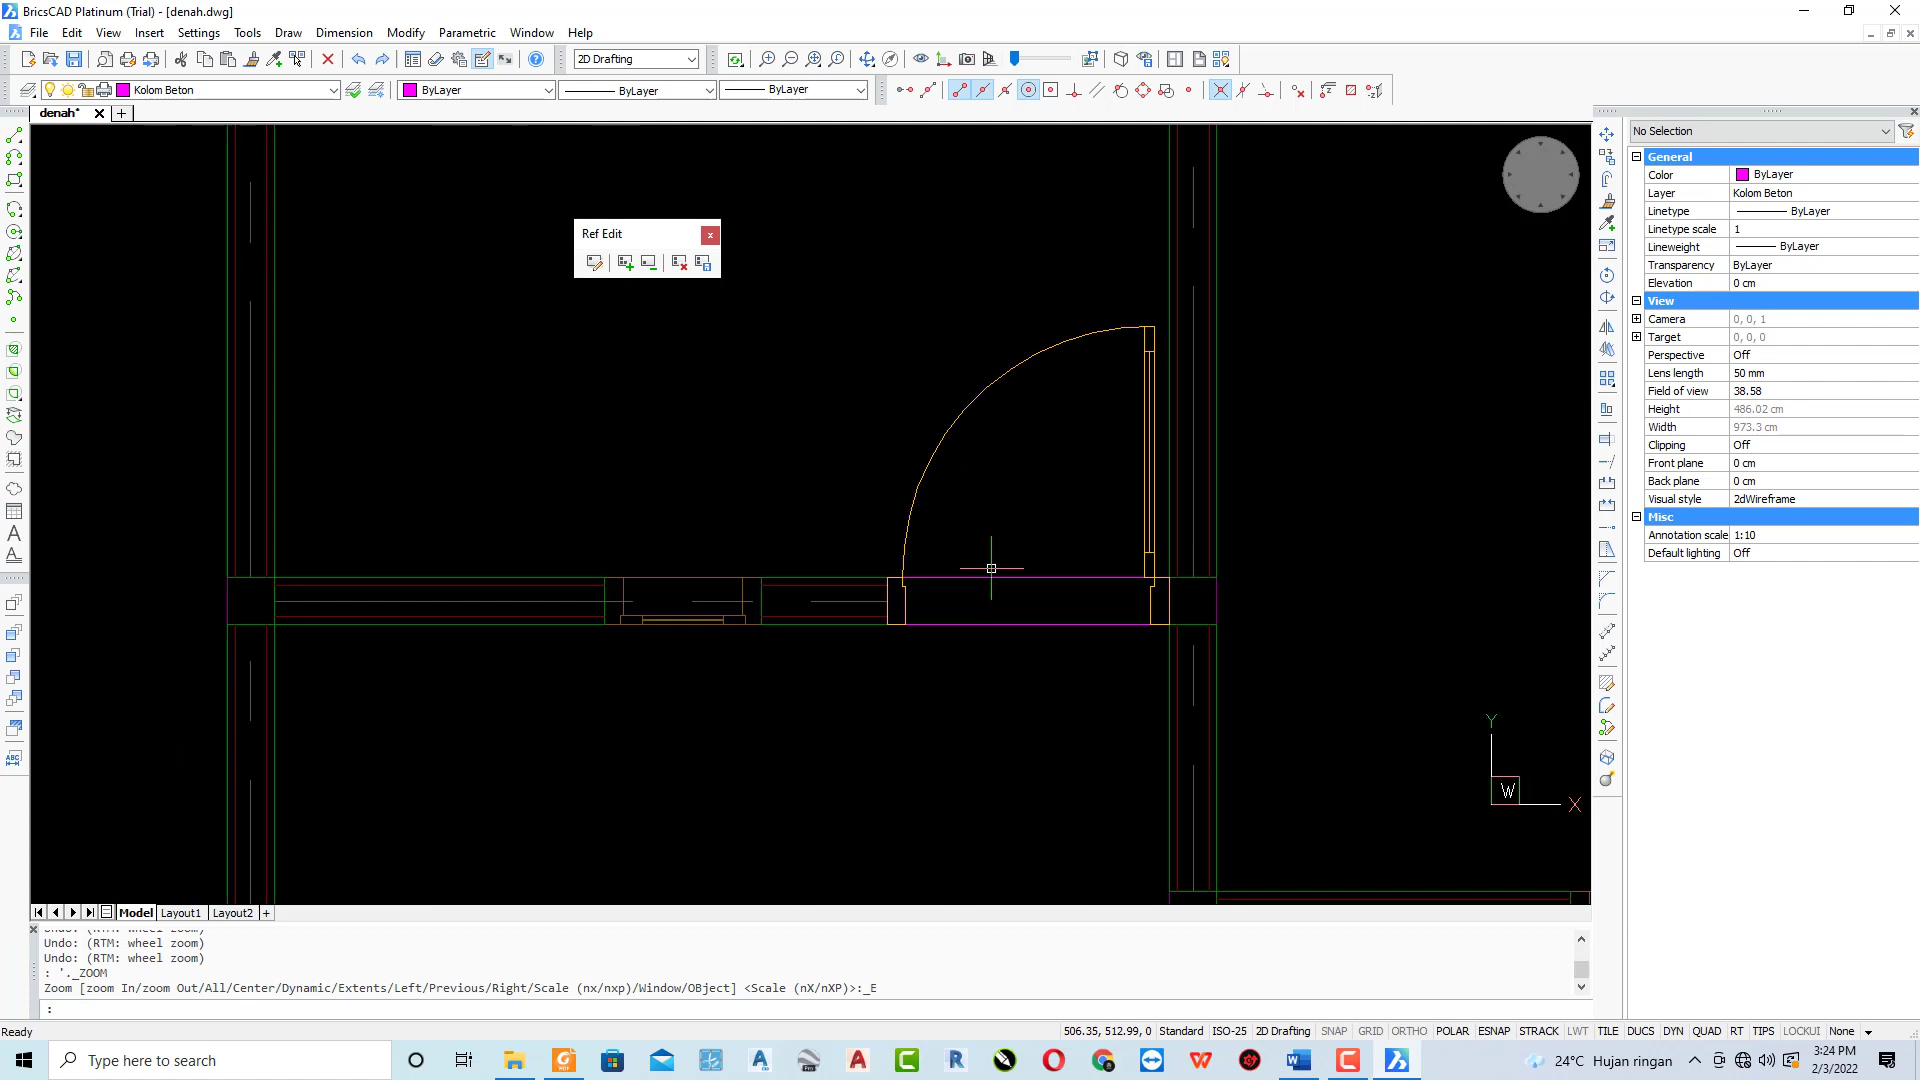 BricsCAD Platinum (Trial) - [denah.dwg]
File Edit View Insert Settings Tools Draw Dimension Modify Parametric Window Help
2D Drafting
Kolom Beton
ByLayer
ByLayer
ByLayer
denah*
No Selection
General
Color ByLayer
Layer Kolom Beton
Linetype ByLayer
Linetype scale 1
Lineweight ByLayer
Transparency ByLayer
Elevation 0 cm
View
Camera 0, 0, 1
Target 0, 0, 0
Perspective Off
Lens length 50 mm
Field of view 38.58
Height 486.02 cm
Width 973.3 cm
Clipping Off
Front plane 0 cm
Back plane 0 cm
Visual style 2dWireframe
Misc
Annotation scale 1:10
Default lighting Off
Ref Edit
Y
W
X
ABC
Model Layout1 Layout2 +
Undo: (RTM: wheel zoom)
Undo: (RTM: wheel zoom)
Undo: (RTM: wheel zoom)
: '._ZOOM
Zoom [zoom In/zoom Out/All/Center/Dynamic/Extents/Left/Previous/Right/Scale (nx/nxp)/Window/OBject] <Scale (nX/nXP)>:_E
:
Ready
506.35, 512.99, 0 Standard ISO-25 2D Drafting SNAP GRID ORTHO POLAR ESNAP STRACK LWT TILE DUCS DYN QUAD RT TIPS LOCKUI None
Type here to search
24°C Hujan ringan
3:24 PM
2/3/2022